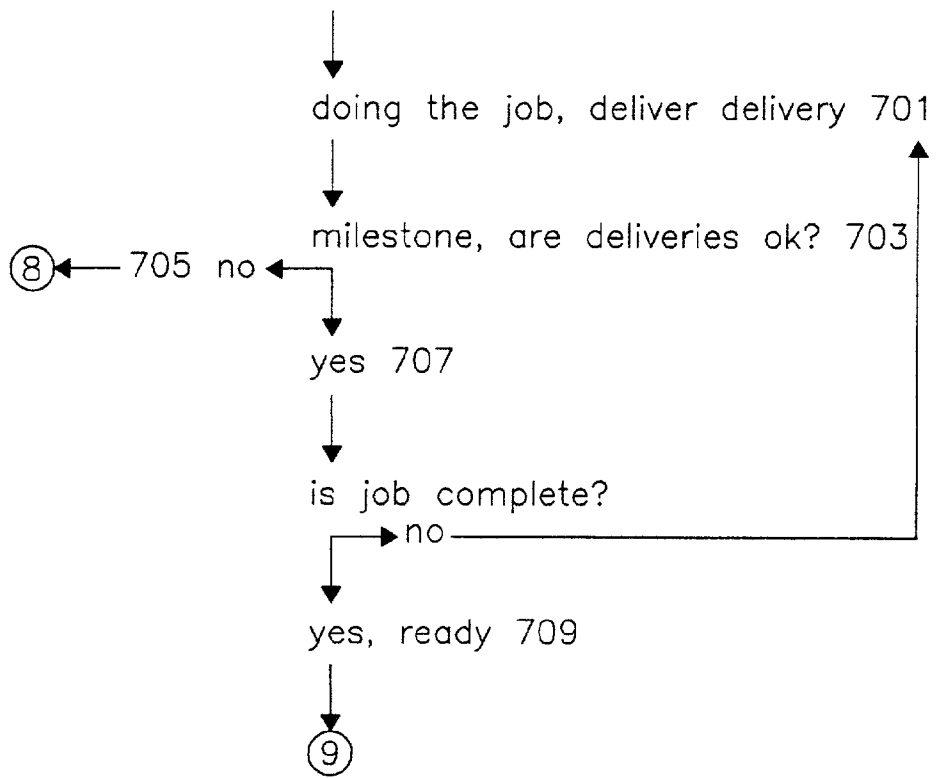 doing the job, deliver delivery 701
milestone, are deliveries ok? 703
8 705 no
yes 707
is job complete?
no
yes, ready 709
9